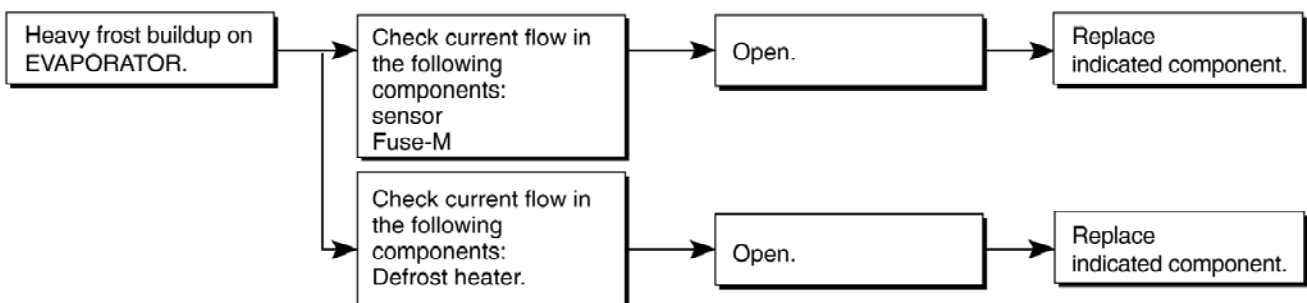 Heavy frost buildup on
EVAPORATOR.
Check current flow in
the following
components:
sensor
Fuse-M
Open.
Replace
indicated component.
Check current flow in
the following
components:
Defrost heater.
Open.
Replace
indicated component.